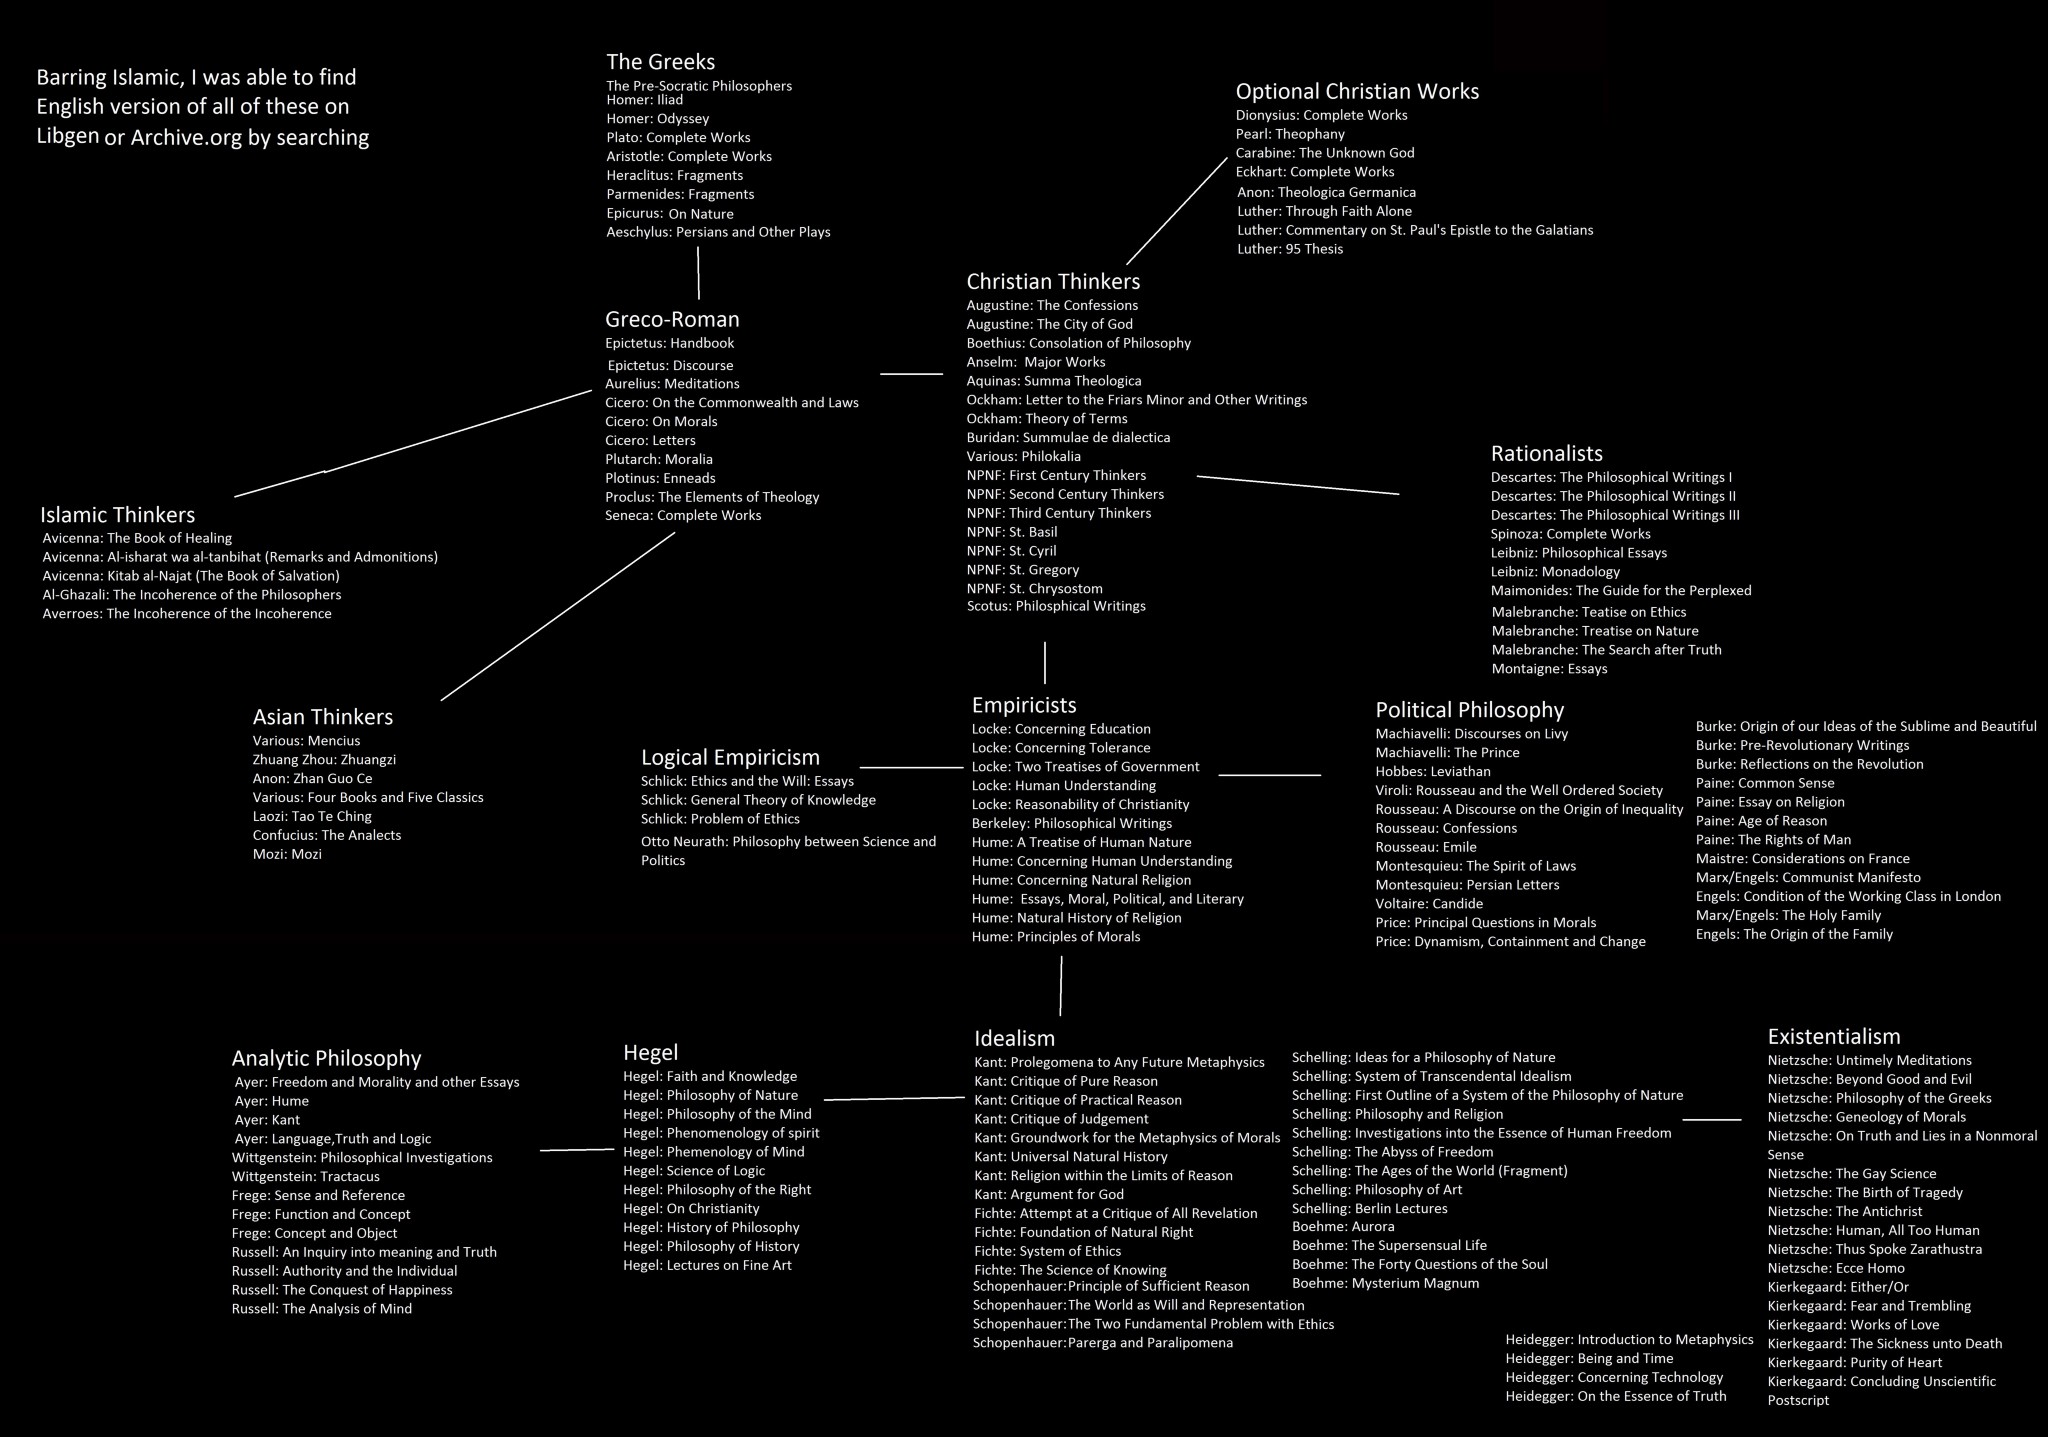 Barring Islamic, I was able to find
English version of all of these on
Libgen or Archive.org by searching
The Greeks
The Pre-Socratic Philosophers
Homer: Iliad
Homer: Odyssey
Plato: Complete Works
Aristotle: Complete Works
Heraclitus: Fragments
Parmenides: Fragments
Epicurus: On Nature
Aeschylus: Persians and Other Plays
Optional Christian Works
Dionysius: Complete Works
Pearl: Theophany
Carabine: The Unknown God
Eckhart: Complete Works
Anon: Theologica Germanica
Luther: Through Faith Alone
Luther: Commentary on St. Paul's Epistle to the Galatians
Luther: 95 Thesis
Greco-Roman
Epictetus: Handbook
Epictetus: Discourse
Aurelius: Meditations
Cicero: On the Commonwealth and Laws
Cicero: On Morals
Cicero: Letters
Plutarch: Moralia
Plotinus: Enneads
Proclus: The Elements of Theology
Seneca: Complete Works
Christian Thinkers
Augustine: The Confessions
Augustine: The City of God
Boethius: Consolation of Philosophy
Anselm: Major Works
Aquinas: Summa Theologica
Ockham: Letter to the Friars Minor and Other Writings
Ockham: Theory of Terms
Buridan: Summulae de dialectica
Various: Philokalia
NPNF: First Century Thinkers
NPNF: Second Century Thinkers
NPNF: Third Century Thinkers
NPNF: St. Basil
NPNF: St. Cyril
NPNF: St. Gregory
NPNF: St. Chrysostom
Scotus: Philosphical Writings
Rationalists
Descartes: The Philosophical Writings I
Descartes: The Philosophical Writings II
Descartes: The Philosophical Writings III
Spinoza: Complete Works
Leibniz: Philosophical Essays
Leibniz: Monadology
Maimonides: The Guide for the Perplexed
Malebranche: Teatise on Ethics
Malebranche: Treatise on Nature
Malebranche: The Search after Truth
Montaigne: Essays
Islamic Thinkers
Avicenna: The Book of Healing
Avicenna: Al-isharat wa al-tanbihat (Remarks and Admonitions)
Avicenna: Kitab al-Najat (The Book of Salvation)
Al-Ghazali: The Incoherence of the Philosophers
Averroes: The Incoherence of the Incoherence
Asian Thinkers
Various: Mencius
Zhuang Zhou: Zhuangzi
Anon: Zhan Guo Ce
Various: Four Books and Five Classics
Laozi: Tao Te Ching
Confucius: The Analects
Mozi: Mozi
Logical Empiricism
Schlick: Ethics and the Will: Essays
Schlick: General Theory of Knowledge
Schlick: Problem of Ethics
Otto Neurath: Philosophy between Science and
Politics
Empiricists
Locke: Concerning Education
Locke: Concerning Tolerance
Locke: Two Treatises of Government
Locke: Human Understanding
Locke: Reasonability of Christianity
Berkeley: Philosophical Writings
Hume: A Treatise of Human Nature
Hume: Concerning Human Understanding
Hume: Concerning Natural Religion
Hume: Essays, Moral, Political, and Literary
Hume: Natural History of Religion
Hume: Principles of Morals
Political Philosophy
Machiavelli: Discourses on Livy
Machiavelli: The Prince
Hobbes: Leviathan
Viroli: Rousseau and the Well Ordered Society
Rousseau: A Discourse on the Origin of Inequality
Rousseau: Confessions
Rousseau: Emile
Montesquieu: The Spirit of Laws
Montesquieu: Persian Letters
Voltaire: Candide
Price: Principal Questions in Morals
Price: Dynamism, Containment and Change
Burke: Origin of our Ideas of the Sublime and Beautiful
Burke: Pre-Revolutionary Writings
Burke: Reflections on the Revolution
Paine: Common Sense
Paine: Essay on Religion
Paine: Age of Reason
Paine: The Rights of Man
Maistre: Considerations on France
Marx/Engels: Communist Manifesto
Engels: Condition of the Working Class in London
Marx/Engels: The Holy Family
Engels: The Origin of the Family
Analytic Philosophy
Ayer: Freedom and Morality and other Essays
Ayer: Hume
Ayer: Kant
Ayer: Language,Truth and Logic
Wittgenstein: Philosophical Investigations
Wittgenstein: Tractacus
Frege: Sense and Reference
Frege: Function and Concept
Frege: Concept and Object
Russell: An Inquiry into meaning and Truth
Russell: Authority and the Individual
Russell: The Conquest of Happiness
Russell: The Analysis of Mind
Hegel
Hegel: Faith and Knowledge
Hegel: Philosophy of Nature
Hegel: Philosophy of the Mind
Hegel: Phenomenology of spirit
Hegel: Phemenology of Mind
Hegel: Science of Logic
Hegel: Philosophy of the Right
Hegel: On Christianity
Hegel: History of Philosophy
Hegel: Philosophy of History
Hegel: Lectures on Fine Art
Idealism
Kant: Prolegomena to Any Future Metaphysics
Kant: Critique of Pure Reason
Kant: Critique of Practical Reason
Kant: Critique of Judgement
Kant: Groundwork for the Metaphysics of Morals
Kant: Universal Natural History
Kant: Religion within the Limits of Reason
Kant: Argument for God
Fichte: Attempt at a Critique of All Revelation
Fichte: Foundation of Natural Right
Fichte: System of Ethics
Fichte: The Science of Knowing
Schopenhauer:Principle of Sufficient Reason
Schopenhauer:The World as Will and Representation
Schopenhauer:The Two Fundamental Problem with Ethics
Schopenhauer:Parerga and Paralipomena
Schelling: Ideas for a Philosophy of Nature
Schelling: System of Transcendental Idealism
Schelling: First Outline of a System of the Philosophy of Nature
Schelling: Philosophy and Religion
Schelling: Investigations into the Essence of Human Freedom
Schelling: The Abyss of Freedom
Schelling: The Ages of the World (Fragment)
Schelling: Philosophy of Art
Schelling: Berlin Lectures
Boehme: Aurora
Boehme: The Supersensual Life
Boehme: The Forty Questions of the Soul
Boehme: Mysterium Magnum
Existentialism
Nietzsche: Untimely Meditations
Nietzsche: Beyond Good and Evil
Nietzsche: Philosophy of the Greeks
Nietzsche: Geneology of Morals
Nietzsche: On Truth and Lies in a Nonmoral
Sense
Nietzsche: The Gay Science
Nietzsche: The Birth of Tragedy
Nietzsche: The Antichrist
Nietzsche: Human, All Too Human
Nietzsche: Thus Spoke Zarathustra
Nietzsche: Ecce Homo
Kierkegaard: Either/Or
Kierkegaard: Fear and Trembling
Kierkegaard: Works of Love
Kierkegaard: The Sickness unto Death
Kierkegaard: Purity of Heart
Kierkegaard: Concluding Unscientific
Postscript
Heidegger: Introduction to Metaphysics
Heidegger: Being and Time
Heidegger: Concerning Technology
Heidegger: On the Essence of Truth